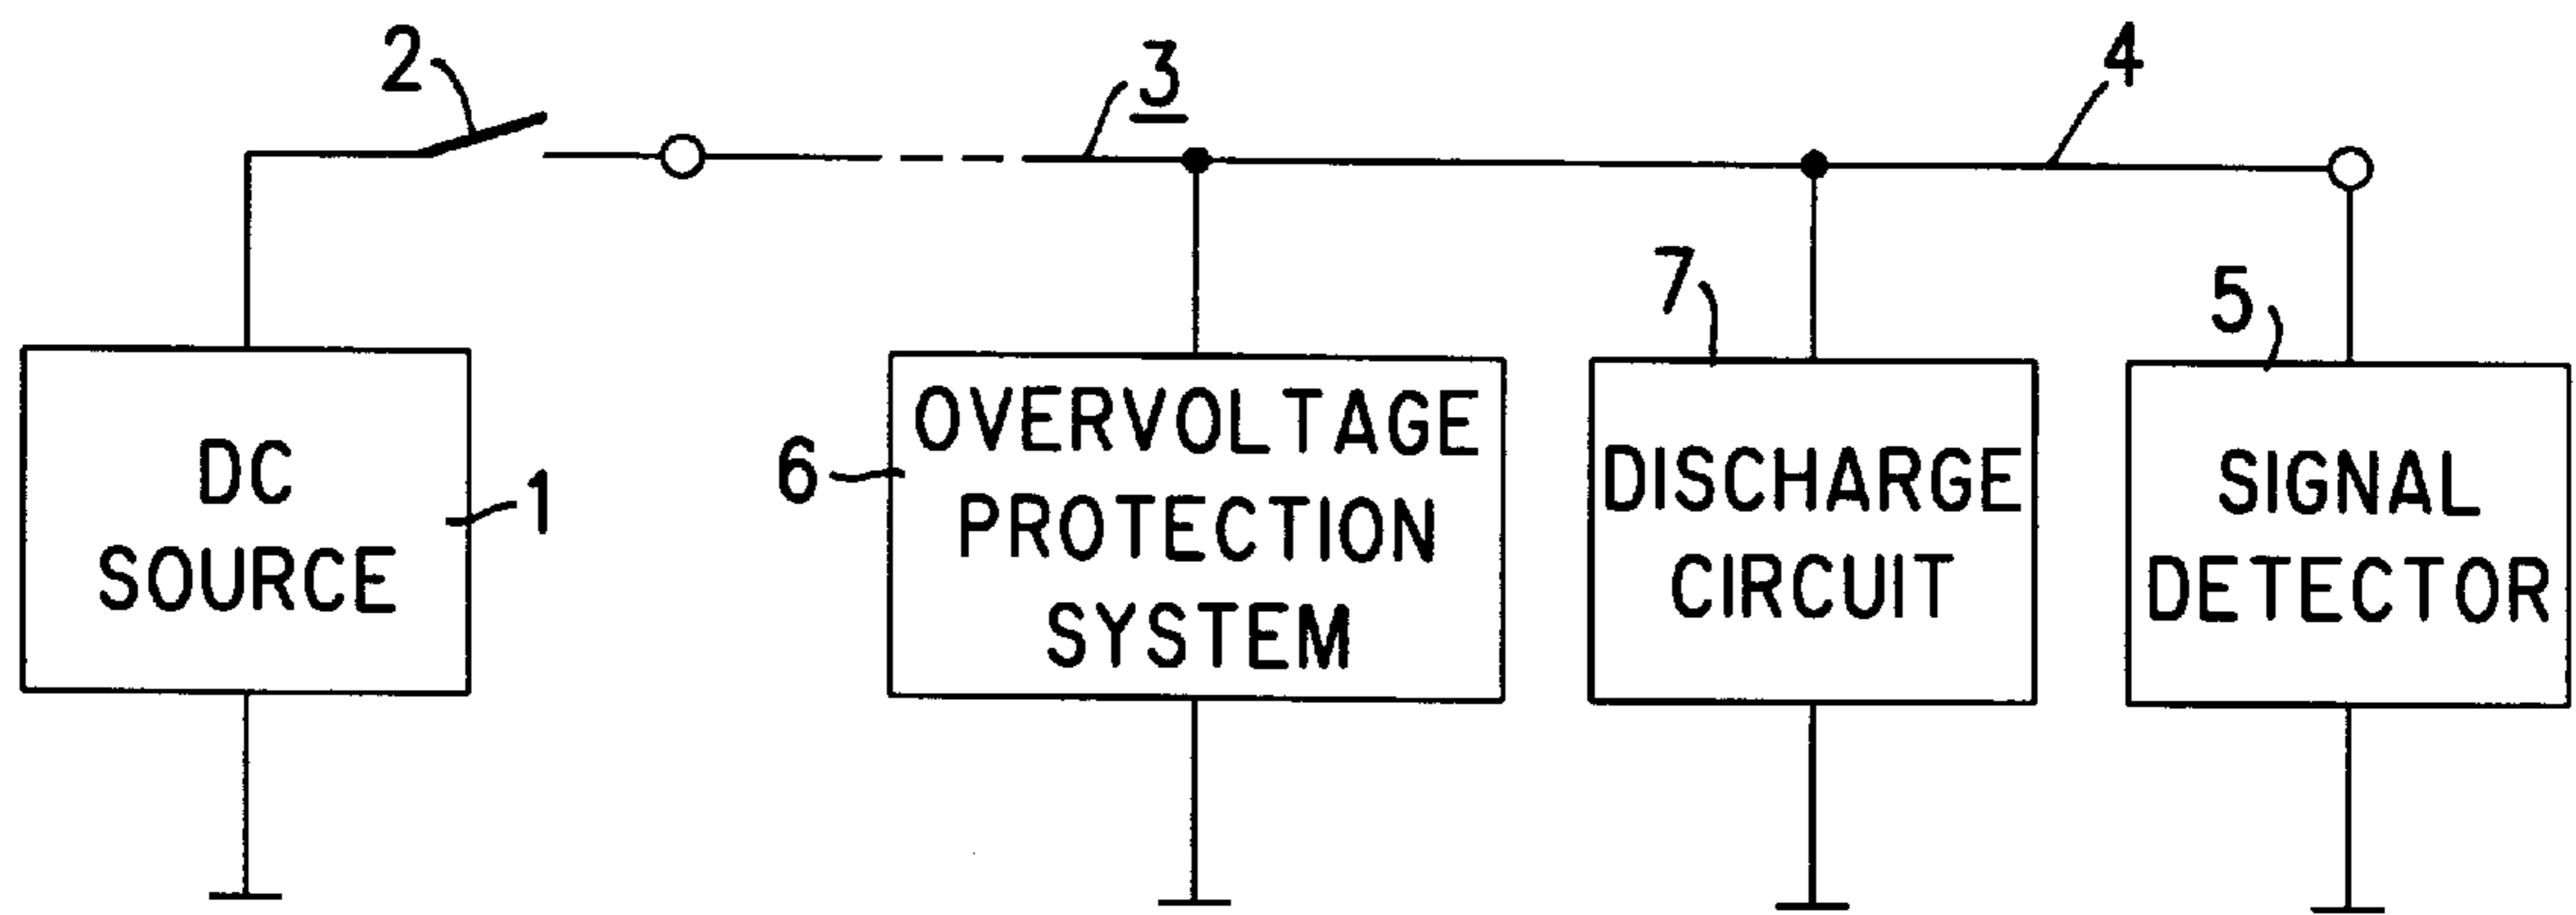 2
3
4
DC
SOURCE
1
6
OVERVOLTAGE
PROTECTION
SYSTEM
7
DISCHARGE
CIRCUIT
5
SIGNAL
DETECTOR